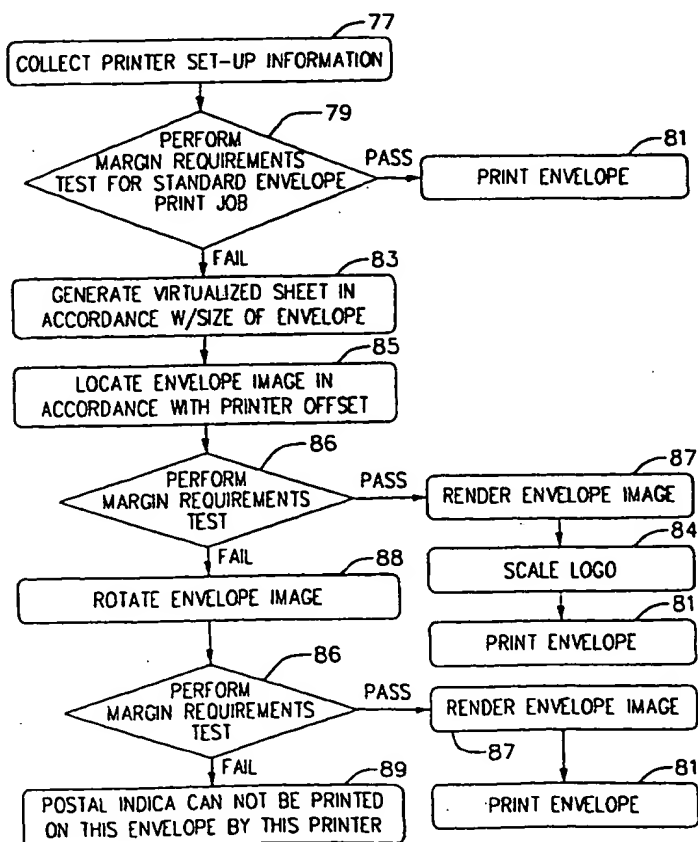 77
COLLECT PRINTER SET-UP INFORMATION
79
PERFORM
MARGIN REQUIREMENTS
TEST FOR STANDARD ENVELOPE
PRINT JOB
PASS
81
PRINT ENVELOPE
FAIL
83
GENERATE VIRTUALIZED SHEET IN
ACCORDANCE W/SIZE OF ENVELOPE
85
LOCATE ENVELOPE IMAGE IN
ACCORDANCE WITH PRINTER OFFSET
86
PERFORM
MARGIN REQUIREMENTS
TEST
PASS
87
RENDER ENVELOPE IMAGE
84
SCALE LOGO
81
PRINT ENVELOPE
FAIL
88
ROTATE ENVELOPE IMAGE
86
PERFORM
MARGIN REQUIREMENTS
TEST
PASS
RENDER ENVELOPE IMAGE
87
81
PRINT ENVELOPE
FAIL
89
POSTAL INDICA CAN NOT BE PRINTED
ON THIS ENVELOPE BY THIS PRINTER